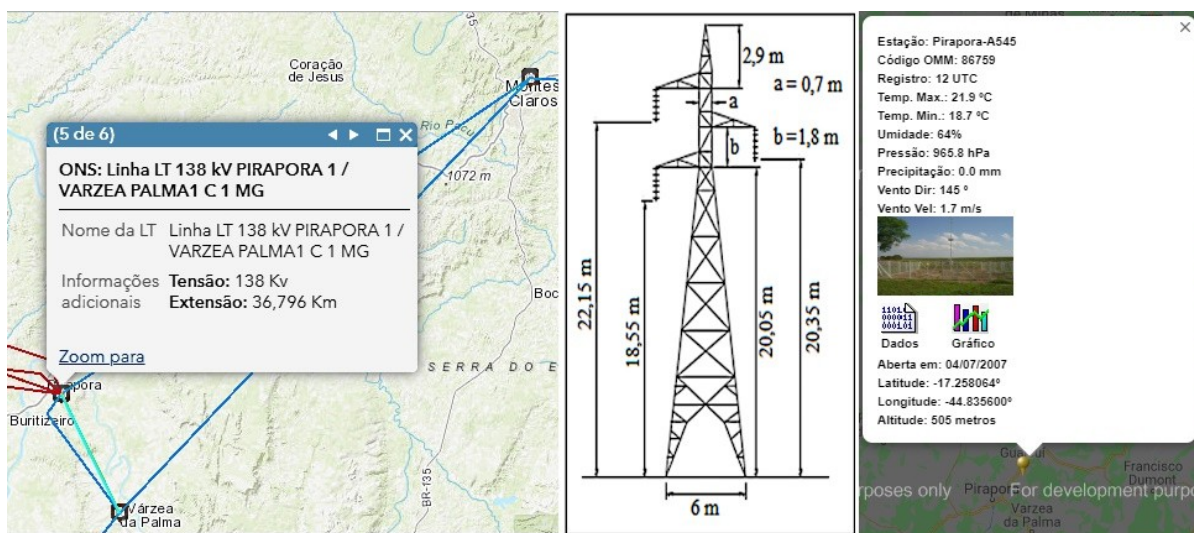 Coração
de Jesus
Montes
Claros
Rio Pacu
1072 m
(5 de 6)
ONS: Linha LT 138 kV PIRAPORA 1 /
VARZEA PALMA1 C 1 MG
Nome da LT Linha LT 138 kV PIRAPORA 1 /
VARZEA PALMA1 C 1 MG
Informações adicionais Tensão: 138 Kv
Extensão: 36,796 Km
Zoom para
Boc
SERRA DO E
Buritizeiro
BR-135
Várzea
da Palma
2,9 m
a = 0,7 m
a
b = 1,8 m
b
22,15 m
18,55 m
20,05 m
20,35 m
6 m
de Minas
Estação: Pirapora-A545
Código OMM: 86759
Registro: 12 UTC
Temp. Max.: 21.9 ºC
Temp. Min.: 18.7 ºC
Umidade: 64%
Pressão: 965.8 hPa
Precipitação: 0.0 mm
Vento Dir: 145 º
Vento Vel: 1.7 m/s
Dados Gráfico
Aberta em: 04/07/2007
Latitude: -17.258064º
Longitude: -44.835600º
Altitude: 505 metros
Francisco
Dumont
rposes only
For development purpo
Varzea
da Palma